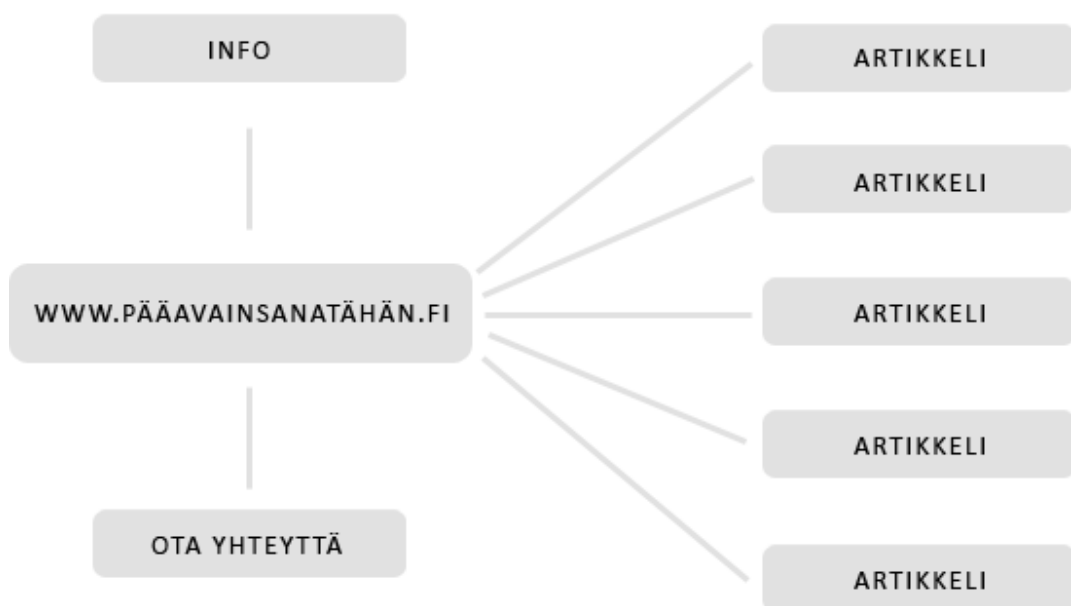 INFO
WWW.PÄÄAVAINSANATÄHÄN.FI
OTA YHTEYTTÄ
ARTIKKELI
ARTIKKELI
ARTIKKELI
ARTIKKELI
ARTIKKELI